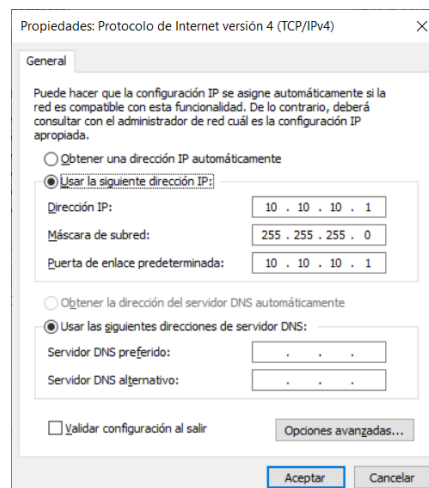 Propiedades: Protocolo de Internet versión 4 (TCP/IPv4)
General
Puede hacer que la configuración IP se asigne automáticamente si la
red es compatible con esta funcionalidad. De lo contrario, deberá
consultar con el administrador de red cuál es la configuración IP
apropiada.
Obtener una dirección IP automáticamente
Usar la siguiente dirección IP:
Dirección IP: 10 . 10 . 10 . 1
Máscara de subred: 255 . 255 . 255 . 0
Puerta de enlace predeterminada: 10 . 10 . 10 . 1
Obtener la dirección del servidor DNS automáticamente
Usar las siguientes direcciones de servidor DNS:
Servidor DNS preferido: . . .
Servidor DNS alternativo: . . .
Validar configuración al salir
Opciones avanzadas...
Aceptar Cancelar